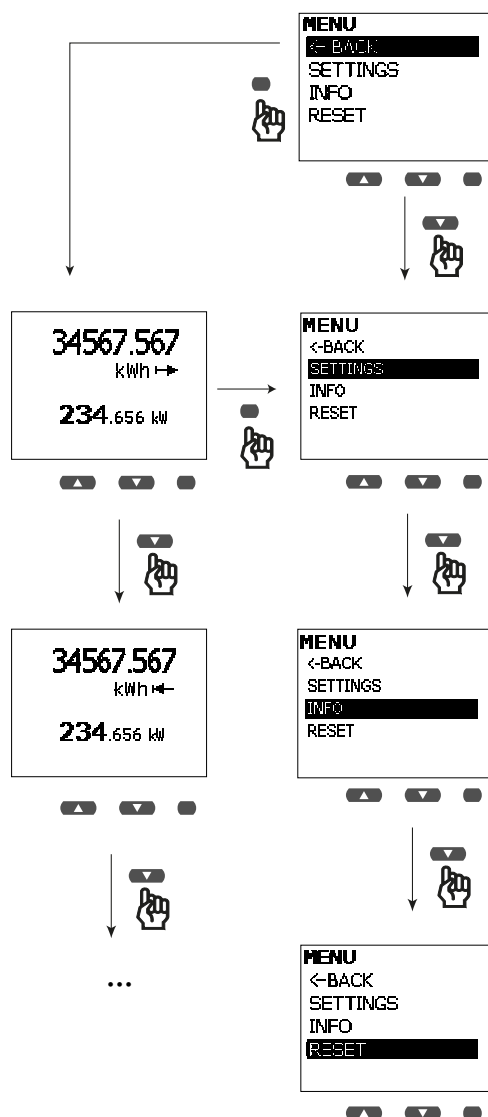 MENU
<- BACK
SETTINGS
INFO
RESET
34567.567
kWh
234.656 kW
MENU
<-BACK
SETTINGS
INFO
RESET
34567.567
kWh
234.656 kW
MENU
<-BACK
SETTINGS
INFO
RESET
...
MENU
<-BACK
SETTINGS
INFO
RESET